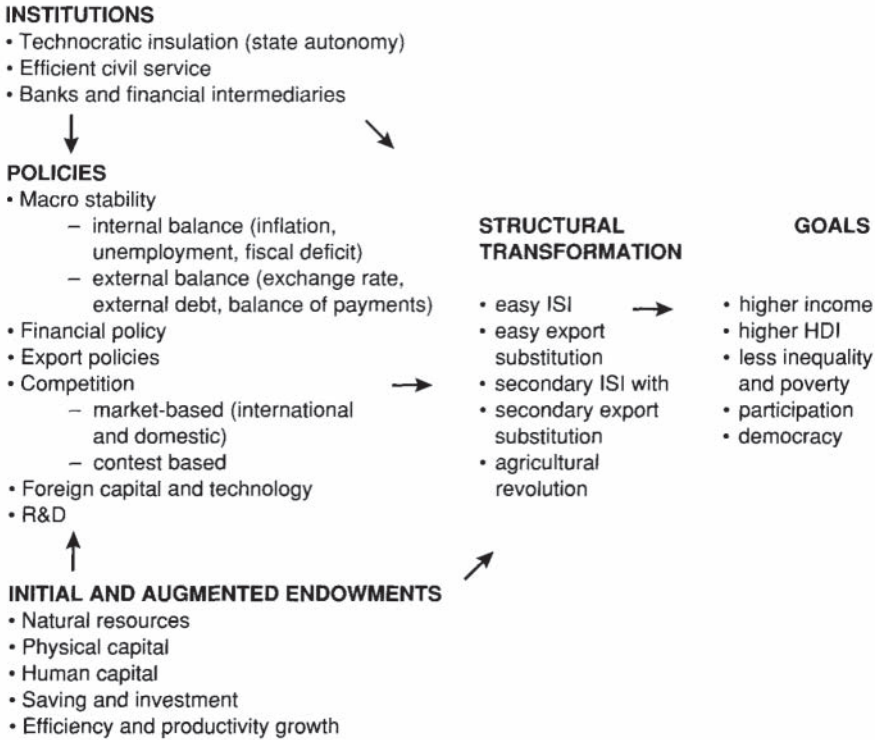 INSTITUTIONS
• Technocratic insulation (state autonomy)
• Efficient civil service
• Banks and financial intermediaries
POLICIES
• Macro stability
– internal balance (inflation,
unemployment, fiscal deficit)
– external balance (exchange rate,
external debt, balance of payments)
• Financial policy
• Export policies
• Competition
– market-based (international
and domestic)
– contest based
• Foreign capital and technology
• R&D
STRUCTURAL
TRANSFORMATION
• easy ISI
• easy export
substitution
• secondary ISI with
• secondary export
substitution
• agricultural
revolution
GOALS
• higher income
• higher HDI
• less inequality
and poverty
• participation
• democracy
INITIAL AND AUGMENTED ENDOWMENTS
• Natural resources
• Physical capital
• Human capital
• Saving and investment
• Efficiency and productivity growth